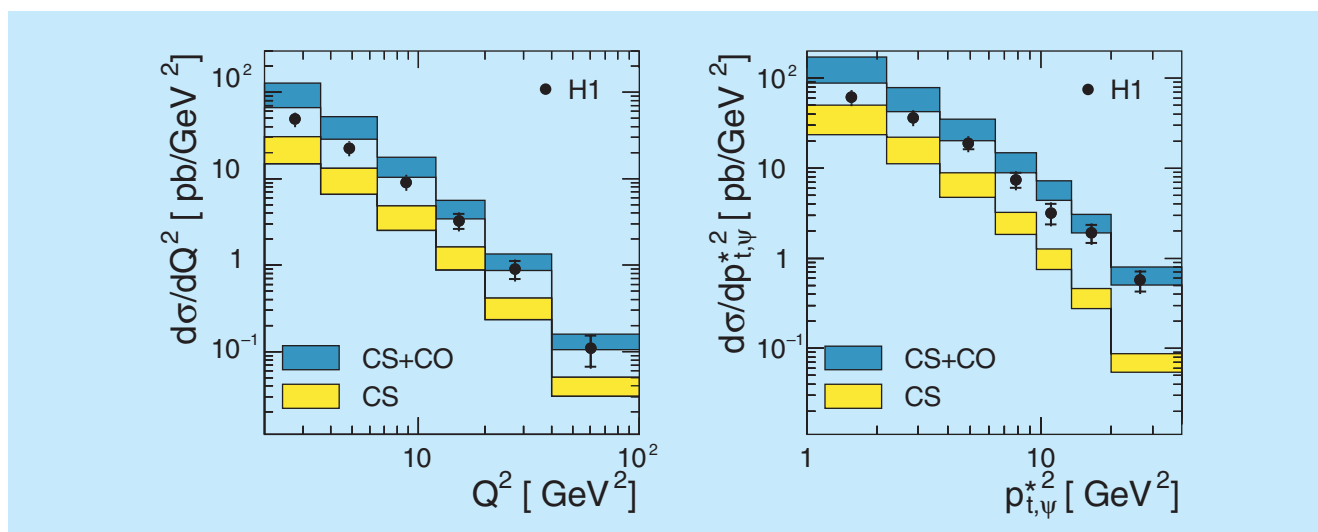 dσ/dQ² [ pb/GeV² ]
10²
10
1
10⁻¹
H1
CS+CO
CS
10
10²
Q² [ GeV² ]
dσ/dp*²t,ψ [ pb/GeV² ]
10²
10
1
10⁻¹
H1
CS+CO
CS
1
10
p*²t,ψ [ GeV² ]